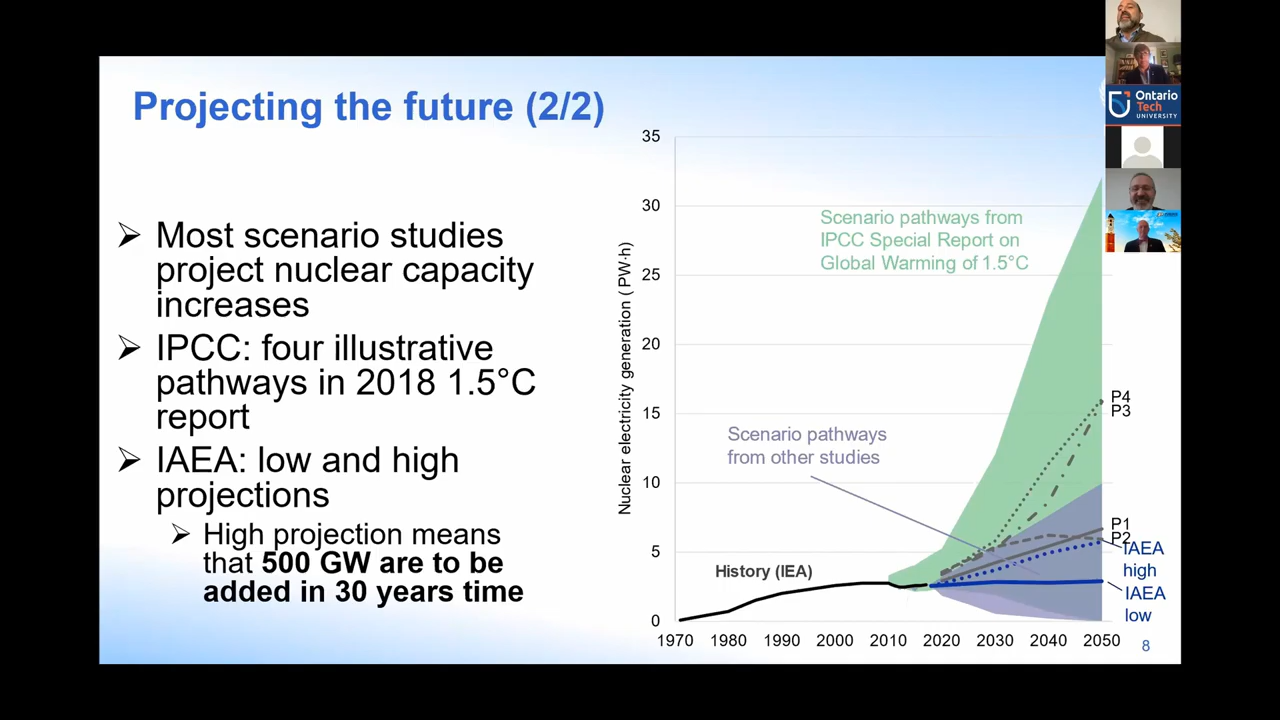 Projecting the future (2/2)
➢ Most scenario studies
project nuclear capacity
increases
➢ IPCC: four illustrative
pathways in 2018 1.5°C
report
➢ IAEA: low and high
projections
➢ High projection means
that 500 GW are to be
added in 30 years time
Nuclear electricity generation ( PW·h)
35
30
25
20
15
10
5
0
1970 1980 1990 2000 2010 2020 2030 2040 2050
Scenario pathways from
IPCC Special Report on
Global Warming of 1.5°C
Scenario pathways
from other studies
History (IEA)
P4
P3
P1
P2
IAEA
high
IAEA
low
8
Ontario
Tech
UNIVERSITY